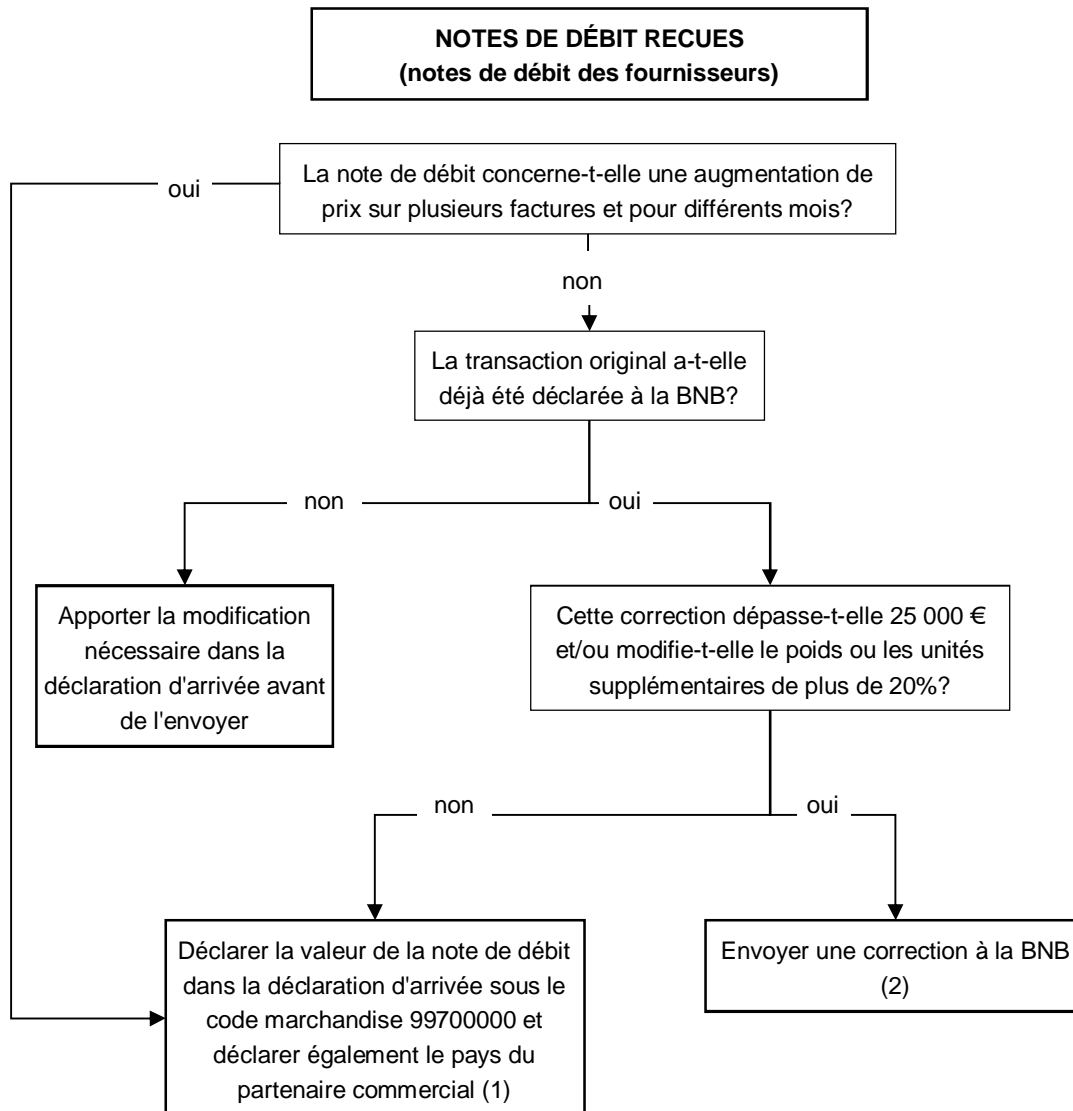 NOTES DE DÉBIT RECUES
(notes de débit des fournisseurs)
La note de débit concerne-t-elle une augmentation de
prix sur plusieurs factures et pour différents mois?
oui
non
La transaction original a-t-elle
déjà été déclarée à la BNB?
non
oui
Apporter la modification
nécessaire dans la
déclaration d'arrivée avant
de l'envoyer
Cette correction dépasse-t-elle 25 000 €
et/ou modifie-t-elle le poids ou les unités
supplémentaires de plus de 20%?
non
oui
Déclarer la valeur de la note de débit
dans la déclaration d'arrivée sous le
code marchandise 99700000 et
déclarer également le pays du
partenaire commercial (1)
Envoyer une correction à la BNB
(2)